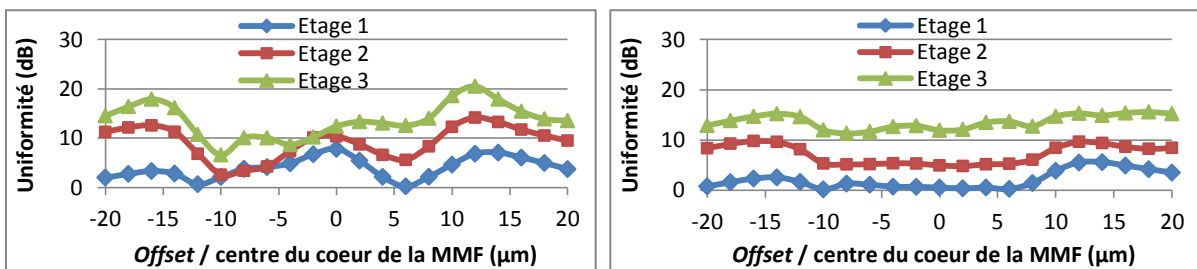 Etage 1
Etage 2
Etage 3
Uniformité (dB)
30
20
10
0
-20 -15 -10 -5 0 5 10 15 20
Offset / centre du coeur de la MMF (µm)
Etage 1
Etage 2
Etage 3
Uniformité (dB)
30
20
10
0
-20 -15 -10 -5 0 5 10 15 20
Offset / centre du coeur de la MMF (µm)